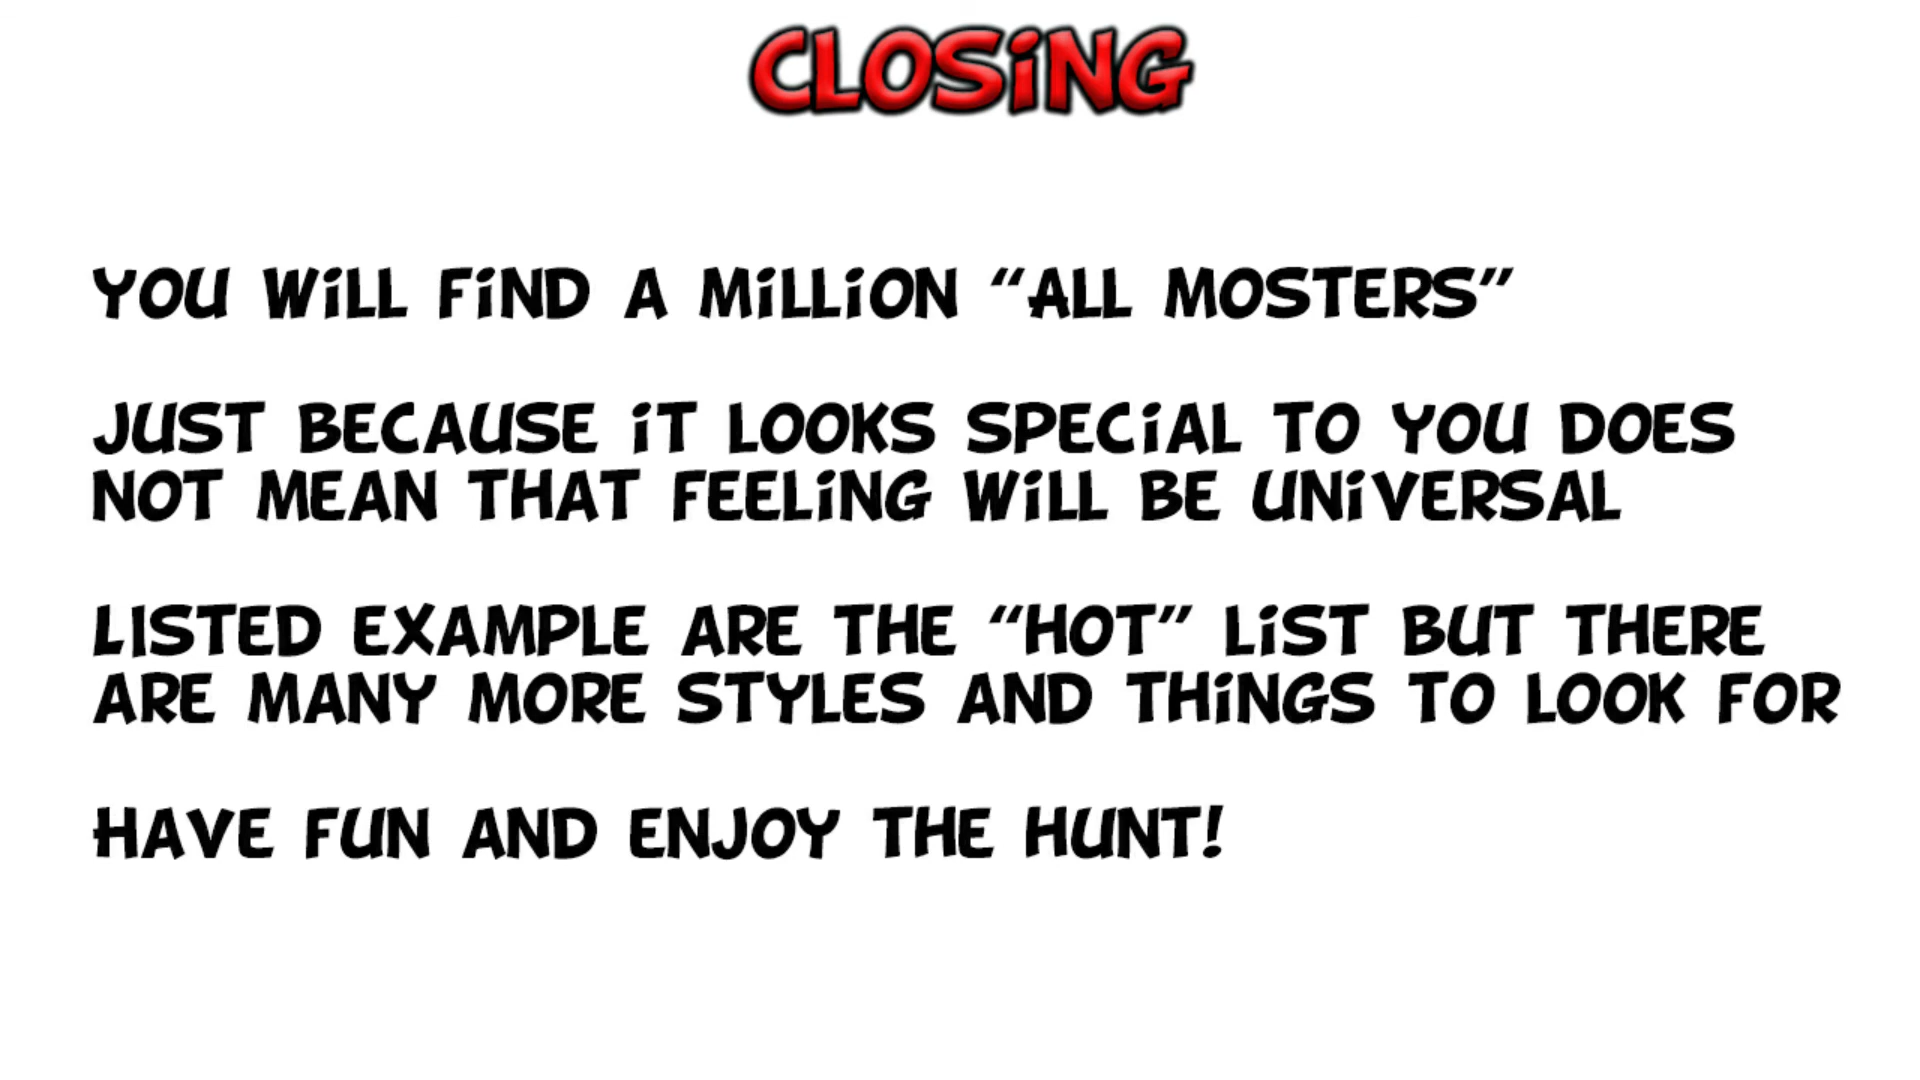 CLOSING
YOU WILL FIND A MILLION “ALL MOSTERS”
JUST BECAUSE IT LOOKS SPECIAL TO YOU DOES
NOT MEAN THAT FEELING WILL BE UNIVERSAL
LISTED EXAMPLE ARE THE “HOT” LIST BUT THERE
ARE MANY MORE STYLES AND THINGS TO LOOK FOR
HAVE FUN AND ENJOY THE HUNT!